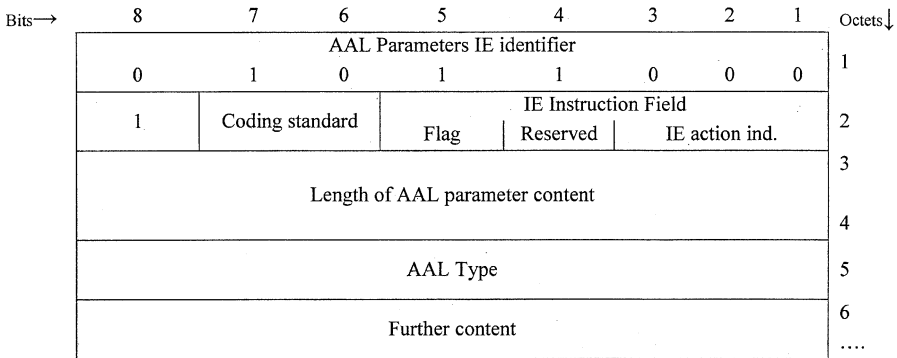 Bits→ 8 7 6 5 4 3 2 1 Octets↓
AAL Parameters IE identifier
0 1 0 1 1 0 0 0 1
1 Coding standard IE Instruction Field 2
Flag Reserved IE action ind.
3
Length of AAL parameter content
4
AAL Type 5
6
Further content
....